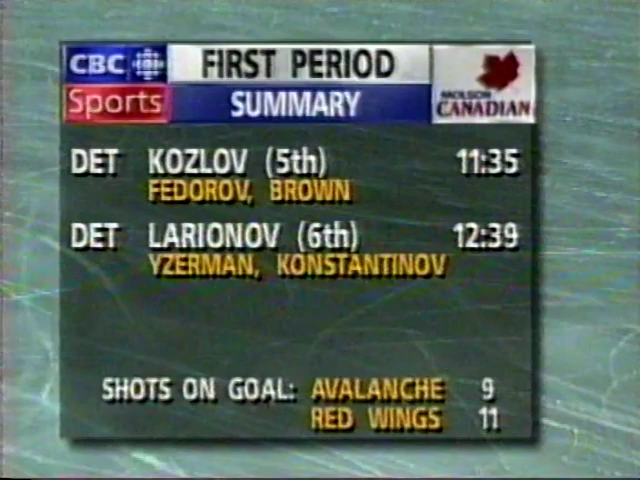 CBC FIRST PERIOD
Sports SUMMARY
MOLSON
CANADIAN
DET KOZLOV (5th) 11:35
FEDOROV, BROWN
DET LARIONOV (6th) 12:39
YZERMAN, KONSTANTINOV
SHOTS ON GOAL: AVALANCHE 9
RED WINGS 11